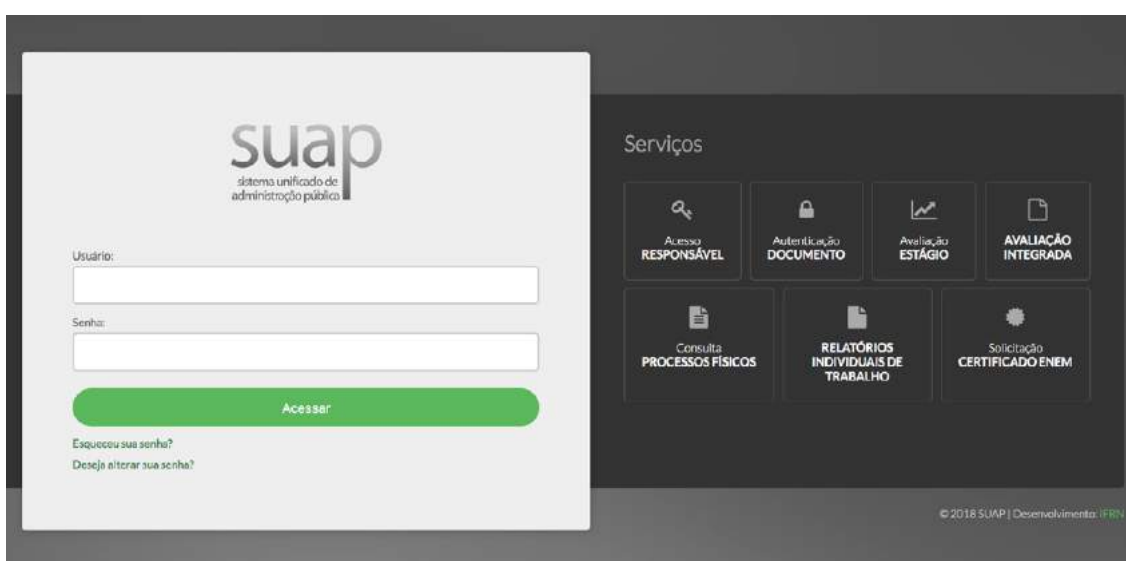 suap
sistema unificado de
administração pública
Usuário:
Senha:
Acessar
Esqueceu sua senha?
Deseja alterar sua senha?
Serviços
Acesso
RESPONSÁVEL
Autenticação
DOCUMENTO
Avaliação
ESTÁGIO
AVALIAÇÃO
INTEGRADA
Consulta
PROCESSOS FÍSICOS
RELATÓRIOS
INDIVIDUAIS DE
TRABALHO
Solicitação
CERTIFICADO ENEM
© 2018 SUAP | Desenvolvimento: IFRN